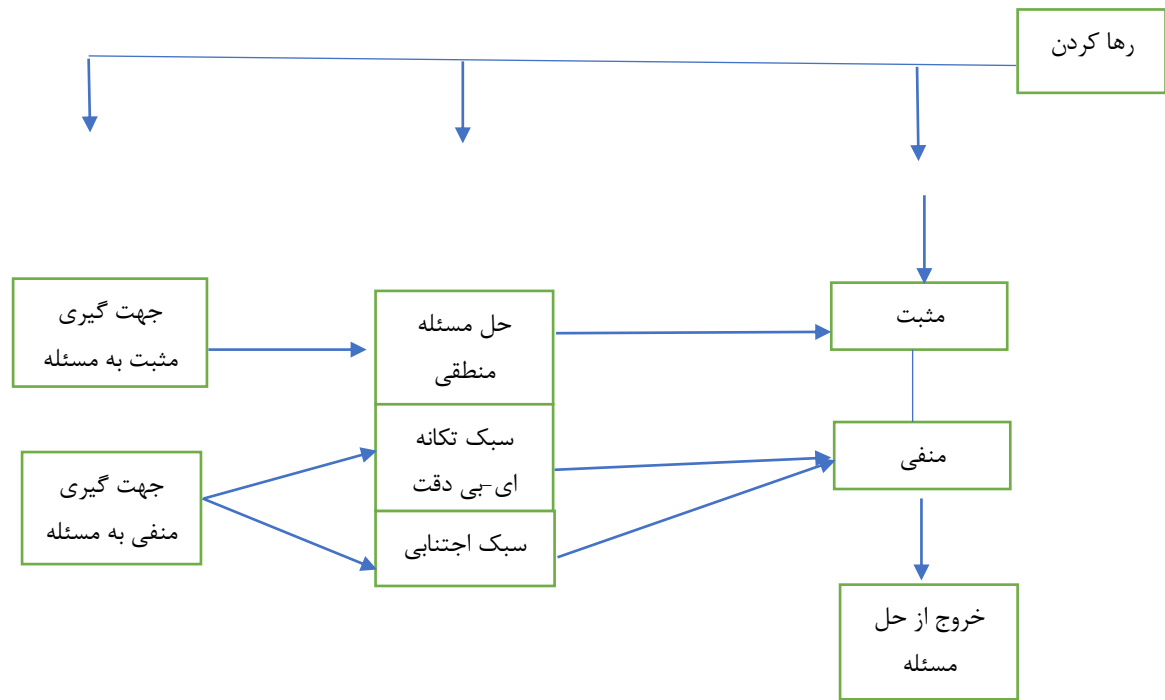 رها کردن
مثبت
حل مسئله
منطقی
جهت گیری
مثبت به مسئله
منفی
سبک تکانه
ای-بی دقت
سبک اجتنابی
جهت گیری
منفی به مسئله
خروج از حل
مسئله